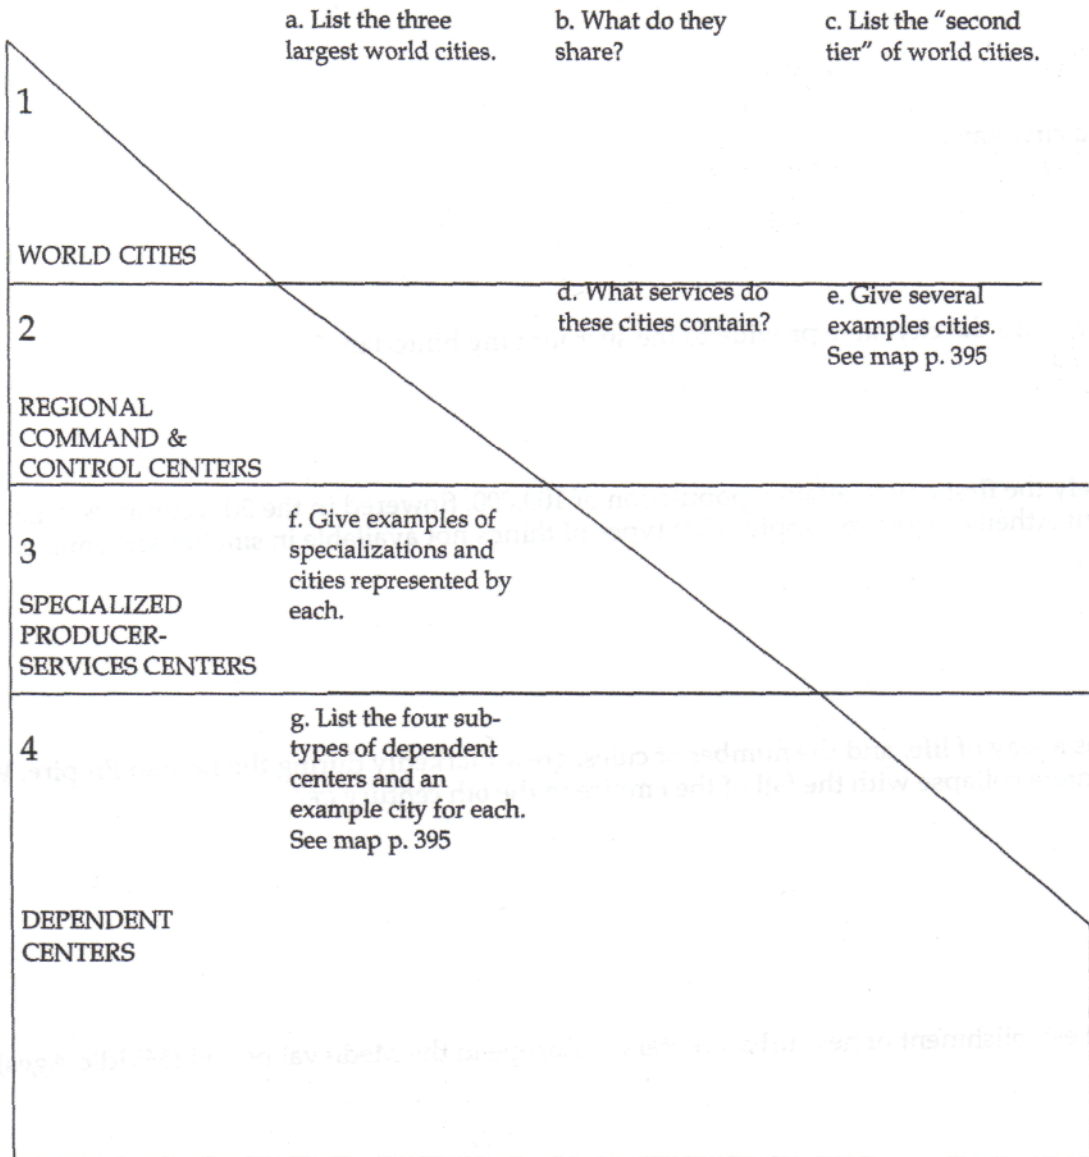 a. List the three
largest world cities.
b. What do they
share?
c. List the “second
tier” of world cities.
1
WORLD CITIES
2
REGIONAL
COMMAND &
CONTROL CENTERS
d. What services do
these cities contain?
e. Give several
examples cities.
See map p. 395
3
SPECIALIZED
PRODUCER-
SERVICES CENTERS
f. Give examples of
specializations and
cities represented by
each.
4
DEPENDENT
CENTERS
g. List the four sub-
types of dependent
centers and an
example city for each.
See map p. 395